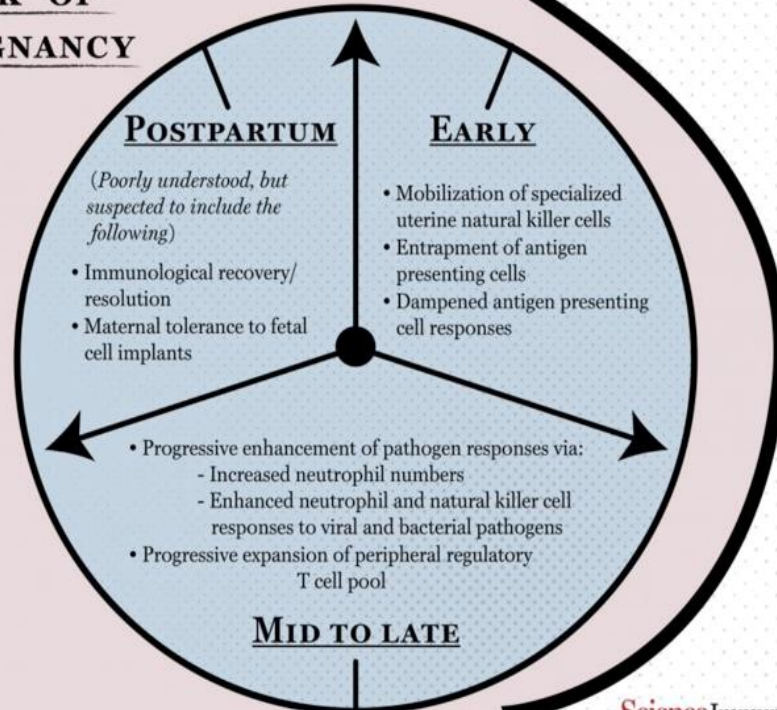 OF
POSTPARTUM
(Poorly understood, but
suspected to include the
following)
• Immunological recovery/
resolution
• Maternal tolerance to fetal
cell implants
EARLY
• Mobilization of specialized
uterine natural killer cells
• Entrapment of antigen
presenting cells
• Dampened antigen presenting
cell responses
• Progressive enhancement of pathogen responses via:
- Increased neutrophil numbers
- Enhanced neutrophil and natural killer cell
responses to viral and bacterial pathogens
• Progressive expansion of peripheral regulatory
T cell pool
MID TO LATE